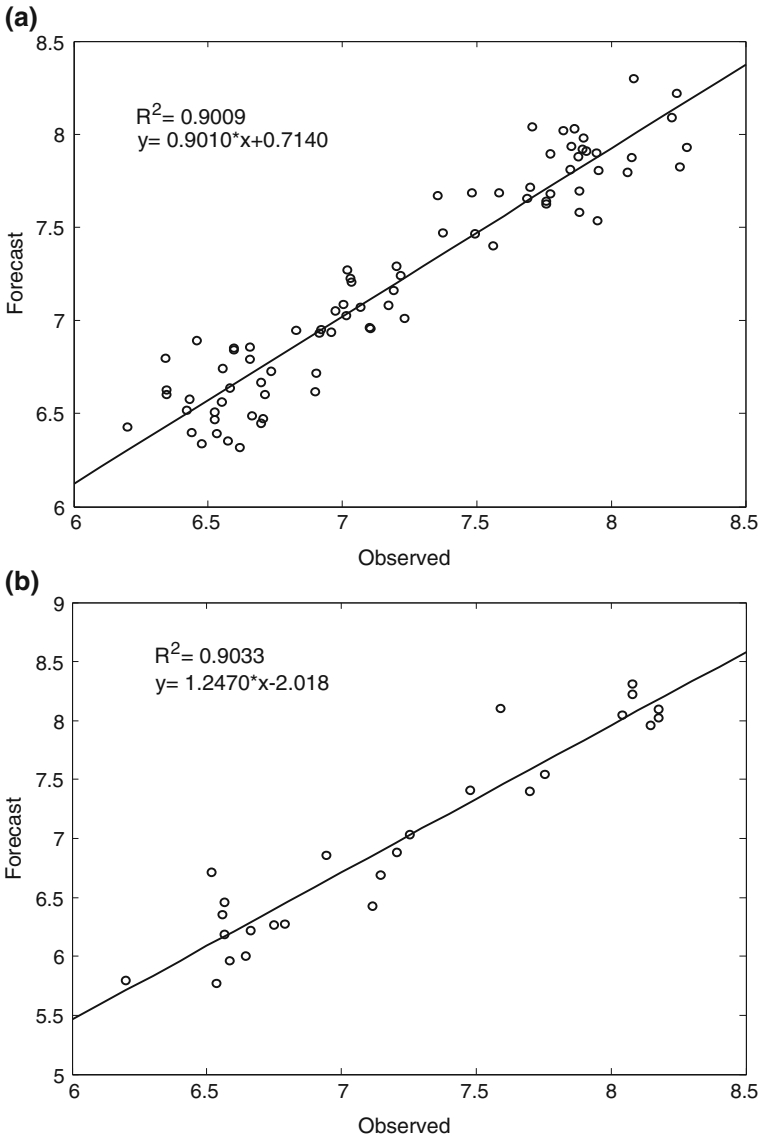 (a)
8.5
8
7.5
7
6.5
6
R2= 0.9009
y= 0.9010*x+0.7140
Forecast
6 6.5 7 7.5 8 8.5
Observed
(b)
9
8.5
8
7.5
7
6.5
6
5.5
5
R2= 0.9033
y= 1.2470*x-2.018
Forecast
6 6.5 7 7.5 8 8.5
Observed